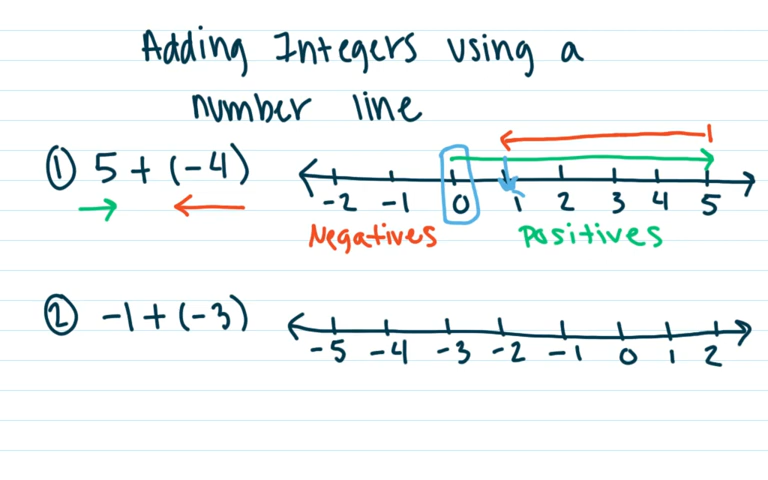 Adding Integers using a
number line
① 5 + (-4)
-2 -1 0 1 2 3 4 5
Negatives Positives
② -1 + (-3)
-5 -4 -3 -2 -1 0 1 2